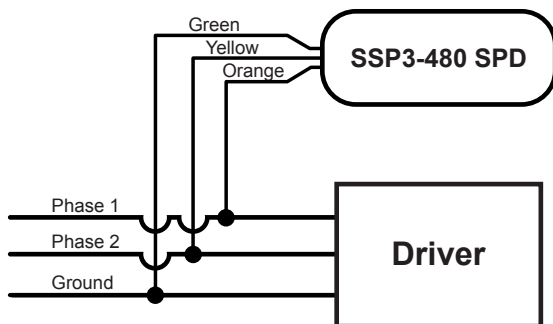 Green
Yellow
Orange
SSP3-480 SPD
Phase 1
Phase 2
Ground
Driver